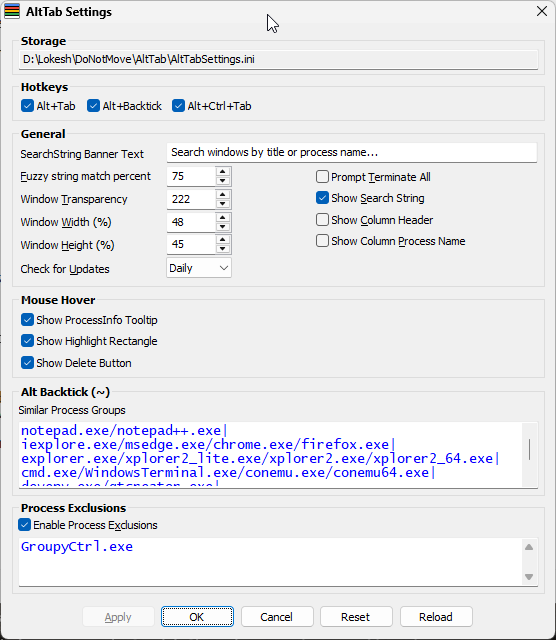 AltTab Settings
Storage
D:\Lokesh\DoNotMove\AltTab\AltTabSettings.ini
Hotkeys
Alt+Tab Alt+Backtick Alt+Ctrl+Tab
General
SearchString Banner Text Search windows by title or process name...
Fuzzy string match percent 75 Prompt Terminate All
Window Transparency 222 Show Search String
Window Width (%) 48 Show Column Header
Window Height (%) 45 Show Column Process Name
Check for Updates Daily
Mouse Hover
Show ProcessInfo Tooltip
Show Highlight Rectangle
Show Delete Button
Alt Backtick (~)
Similar Process Groups
notepad.exe/notepad++.exe|
iexplore.exe/msedge.exe/chrome.exe/firefox.exe|
explorer.exe/xplorer2_lite.exe/xplorer2.exe/xplorer2_64.exe|
cmd.exe/WindowsTerminal.exe/conemu.exe/conemu64.exe|
Process Exclusions
Enable Process Exclusions
GroupyCtrl.exe
Apply OK Cancel Reset Reload